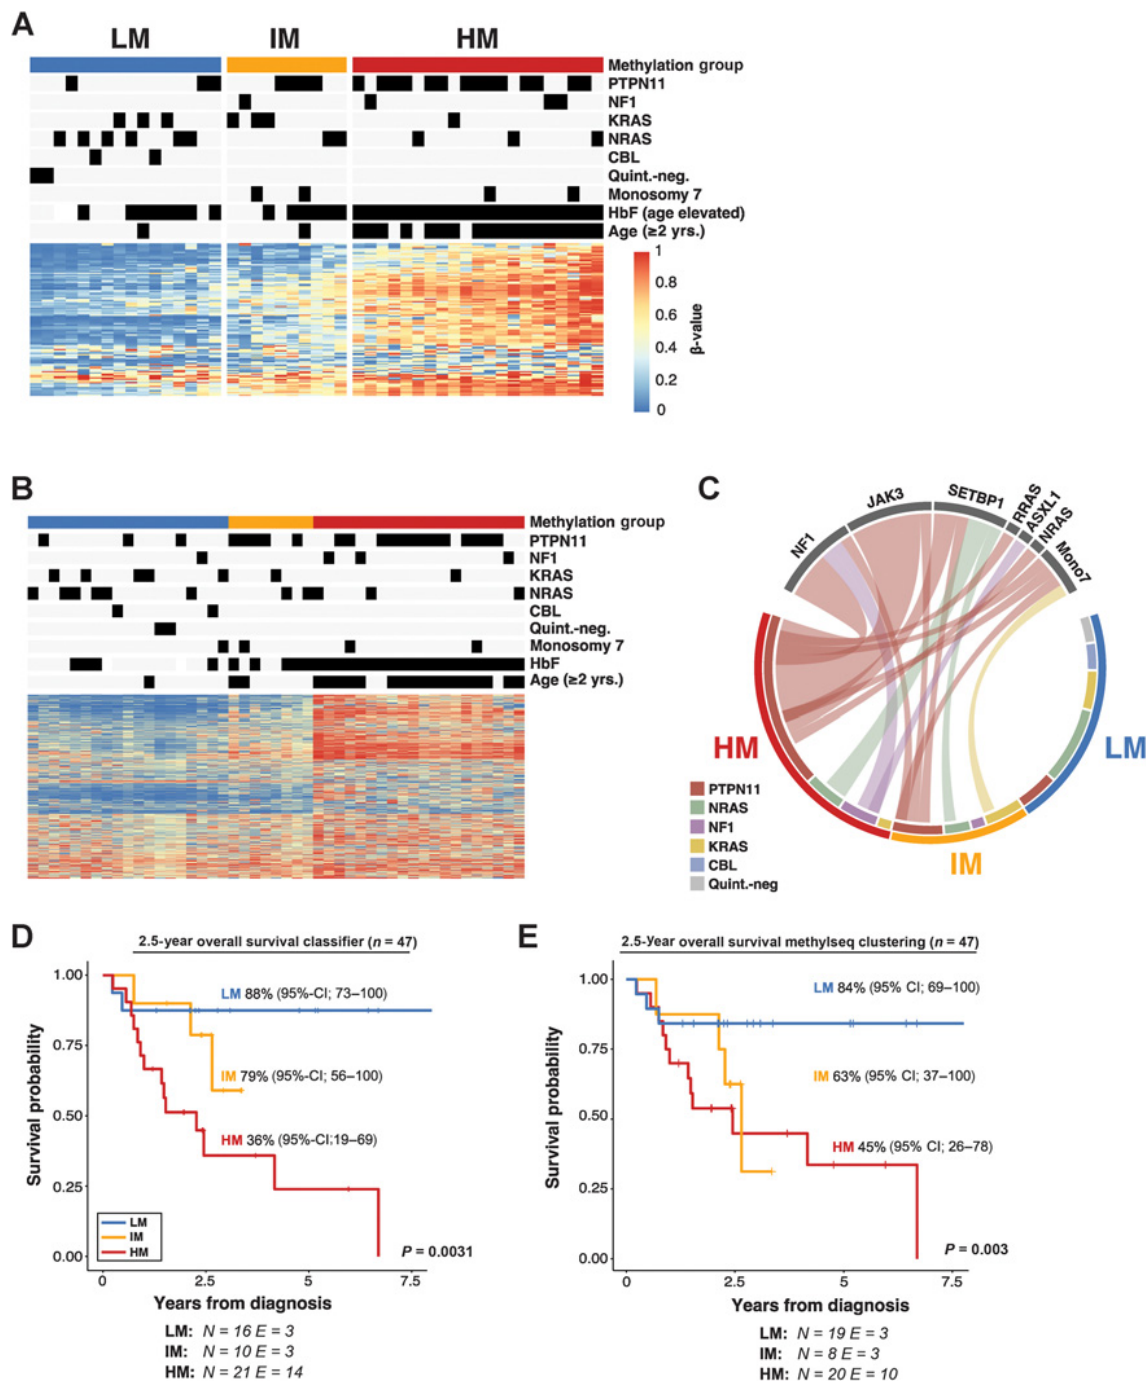 A
LM IM HM
Methylation group
PTPN11
NF1
KRAS
NRAS
CBL
Quint.-neg.
Monosomy 7
HbF (age elevated)
Age (≥2 yrs.)
1
0.8
0.6
0.4
0.2
0
β-value
B
Methylation group
PTPN11
NF1
KRAS
NRAS
CBL
Quint.-neg.
Monosomy 7
HbF
Age (≥2 yrs.)
C
NF1
JAK3
SETBP1
RRAS
ASXL1
NRAS
Mono7
HM
LM
IM
PTPN11
NRAS
NF1
KRAS
CBL
Quint.-neg
D
2.5-year overall survival classifier (n = 47)
1.00
0.75
0.50
0.25
0.00
Survival probability
LM 88% (95%-CI; 73–100)
IM 79% (95%-CI; 56–100)
HM 36% (95%-CI;19–69)
LM
IM
HM
P = 0.0031
0 2.5 5 7.5
Years from diagnosis
LM: N = 16 E = 3
IM: N = 10 E = 3
HM: N = 21 E = 14
E
2.5-Year overall survival methylseq clustering (n = 47)
1.00
0.75
0.50
0.25
0.00
Survival probability
LM 84% (95% CI; 69–100)
IM 63% (95% CI; 37–100)
HM 45% (95% CI; 26–78)
P = 0.003
0 2.5 5 7.5
Years from diagnosis
LM: N = 19 E = 3
IM: N = 8 E = 3
HM: N = 20 E = 10